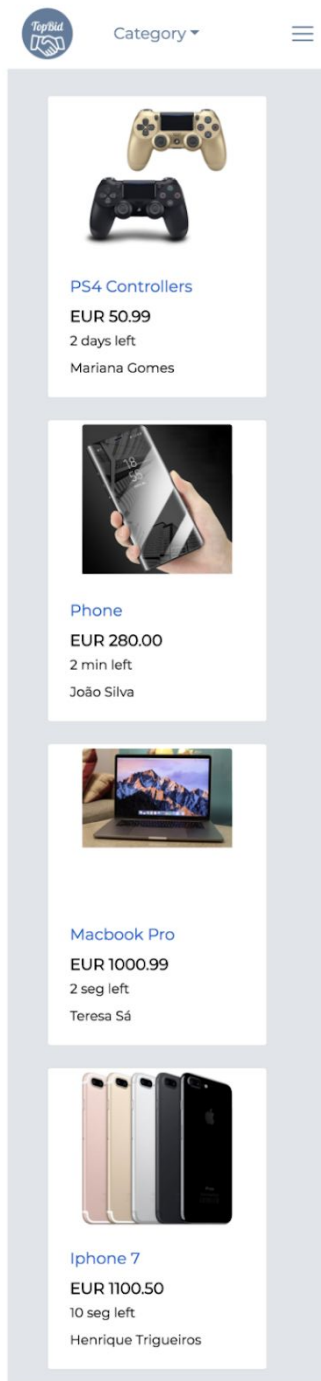 TopBid
Category
PS4 Controllers
EUR 50.99
2 days left
Mariana Gomes
18
55
Phone
EUR 280.00
2 min left
João Silva
Macbook Pro
EUR 1000.99
2 seg left
Teresa Sá
Iphone 7
EUR 1100.50
10 seg left
Henrique Trigueiros